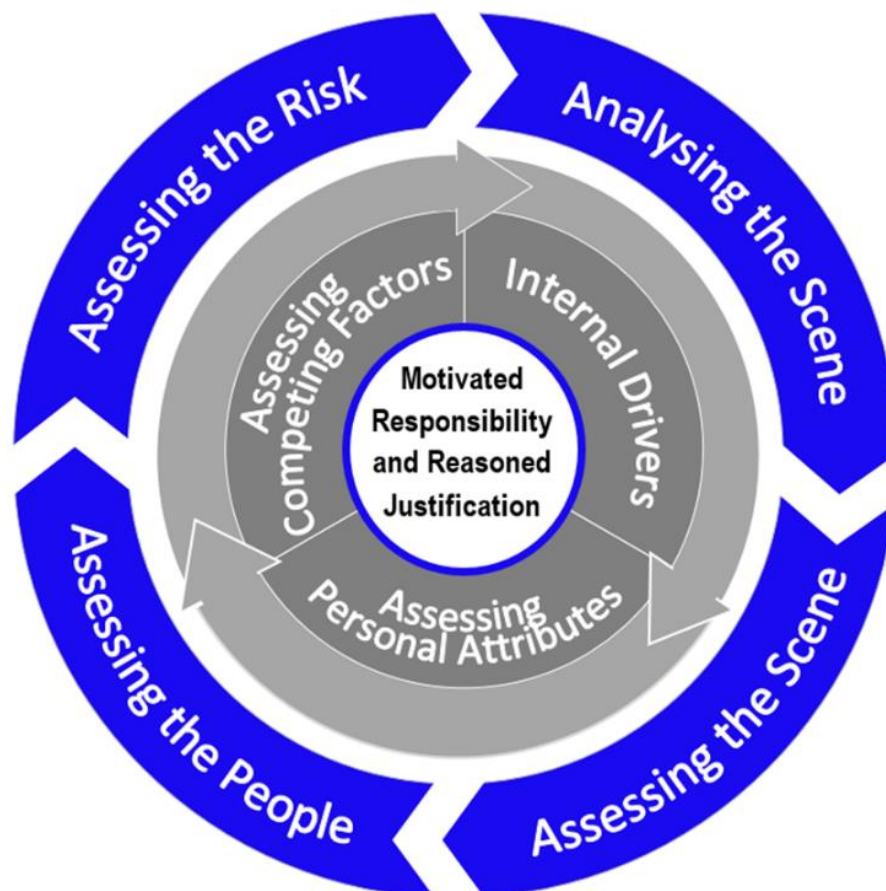 Assessing the Risk
Analysing the Scene
Assessing the Scene
Assessing the People
Assessing
Competing Factors
Internal Drivers
Assessing
Personal Attributes
Motivated
Responsibility
and Reasoned
Justification